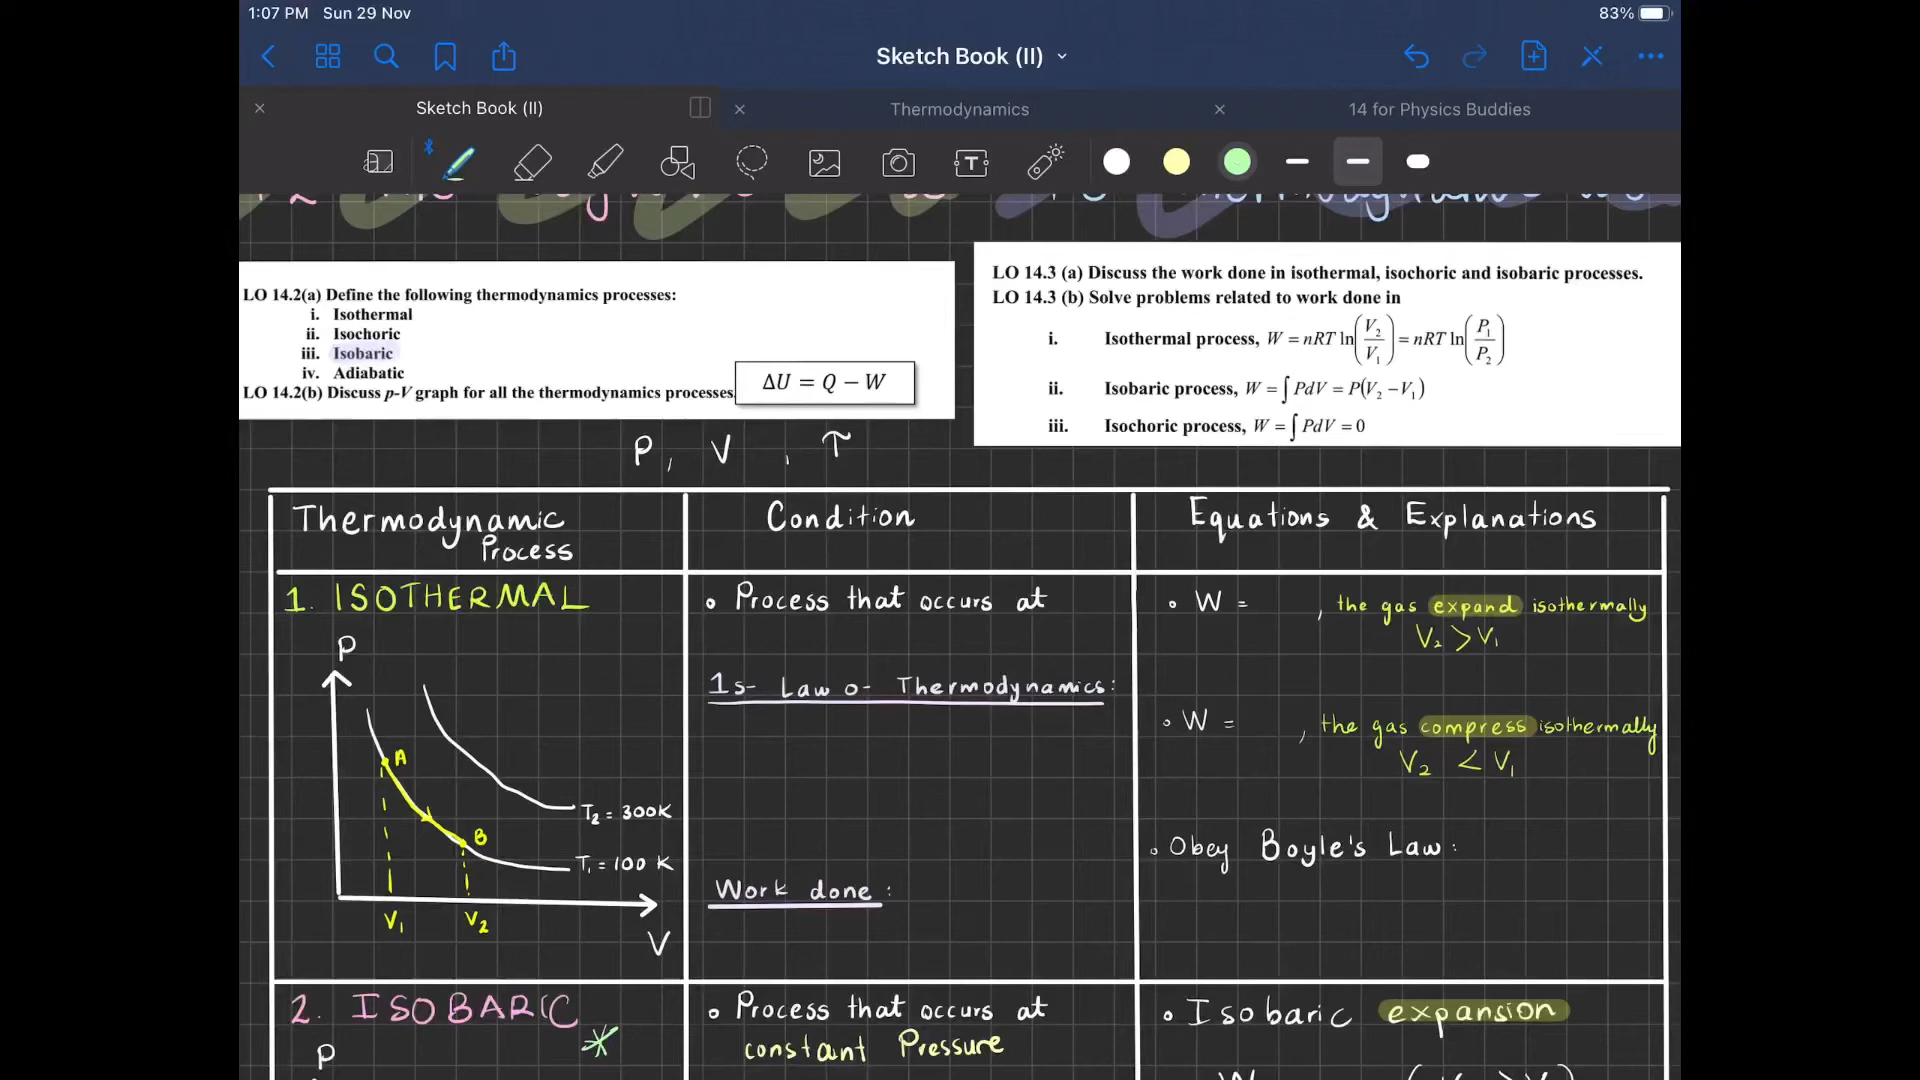 1:07 PM Sun 29 Nov
83%
Sketch Book (II)
Sketch Book (II)
Thermodynamics
14 for Physics Buddies
LO 14.2(a) Define the following thermodynamics processes:
i. Isothermal
ii. Isochoric
iii. Isobaric
iv. Adiabatic
LO 14.2(b) Discuss p-V graph for all the thermodynamics processes.
ΔU = Q − W
LO 14.3 (a) Discuss the work done in isothermal, isochoric and isobaric processes.
LO 14.3 (b) Solve problems related to work done in
i. Isothermal process, W = nRT ln(V₂/V₁) = nRT ln(P₁/P₂)
ii. Isobaric process, W = ∫PdV = P(V₂ − V₁)
iii. Isochoric process, W = ∫PdV = 0
P, V , T
Thermodynamic
Process
Condition
Equations & Explanations
1. ISOTHERMAL
P
A
B
T₂ = 300K
T₁ = 100 K
V₁
V₂
V
• Process that occurs at
1s- Law o- Thermodynamics:
Work done :
• W = , the gas expand isothermally
V₂ > V₁
• W = , the gas compress isothermally
V₂ < V₁
• Obey Boyle's Law :
2. ISOBARIC
P
• Process that occurs at
constant Pressure
• Isobaric expansion